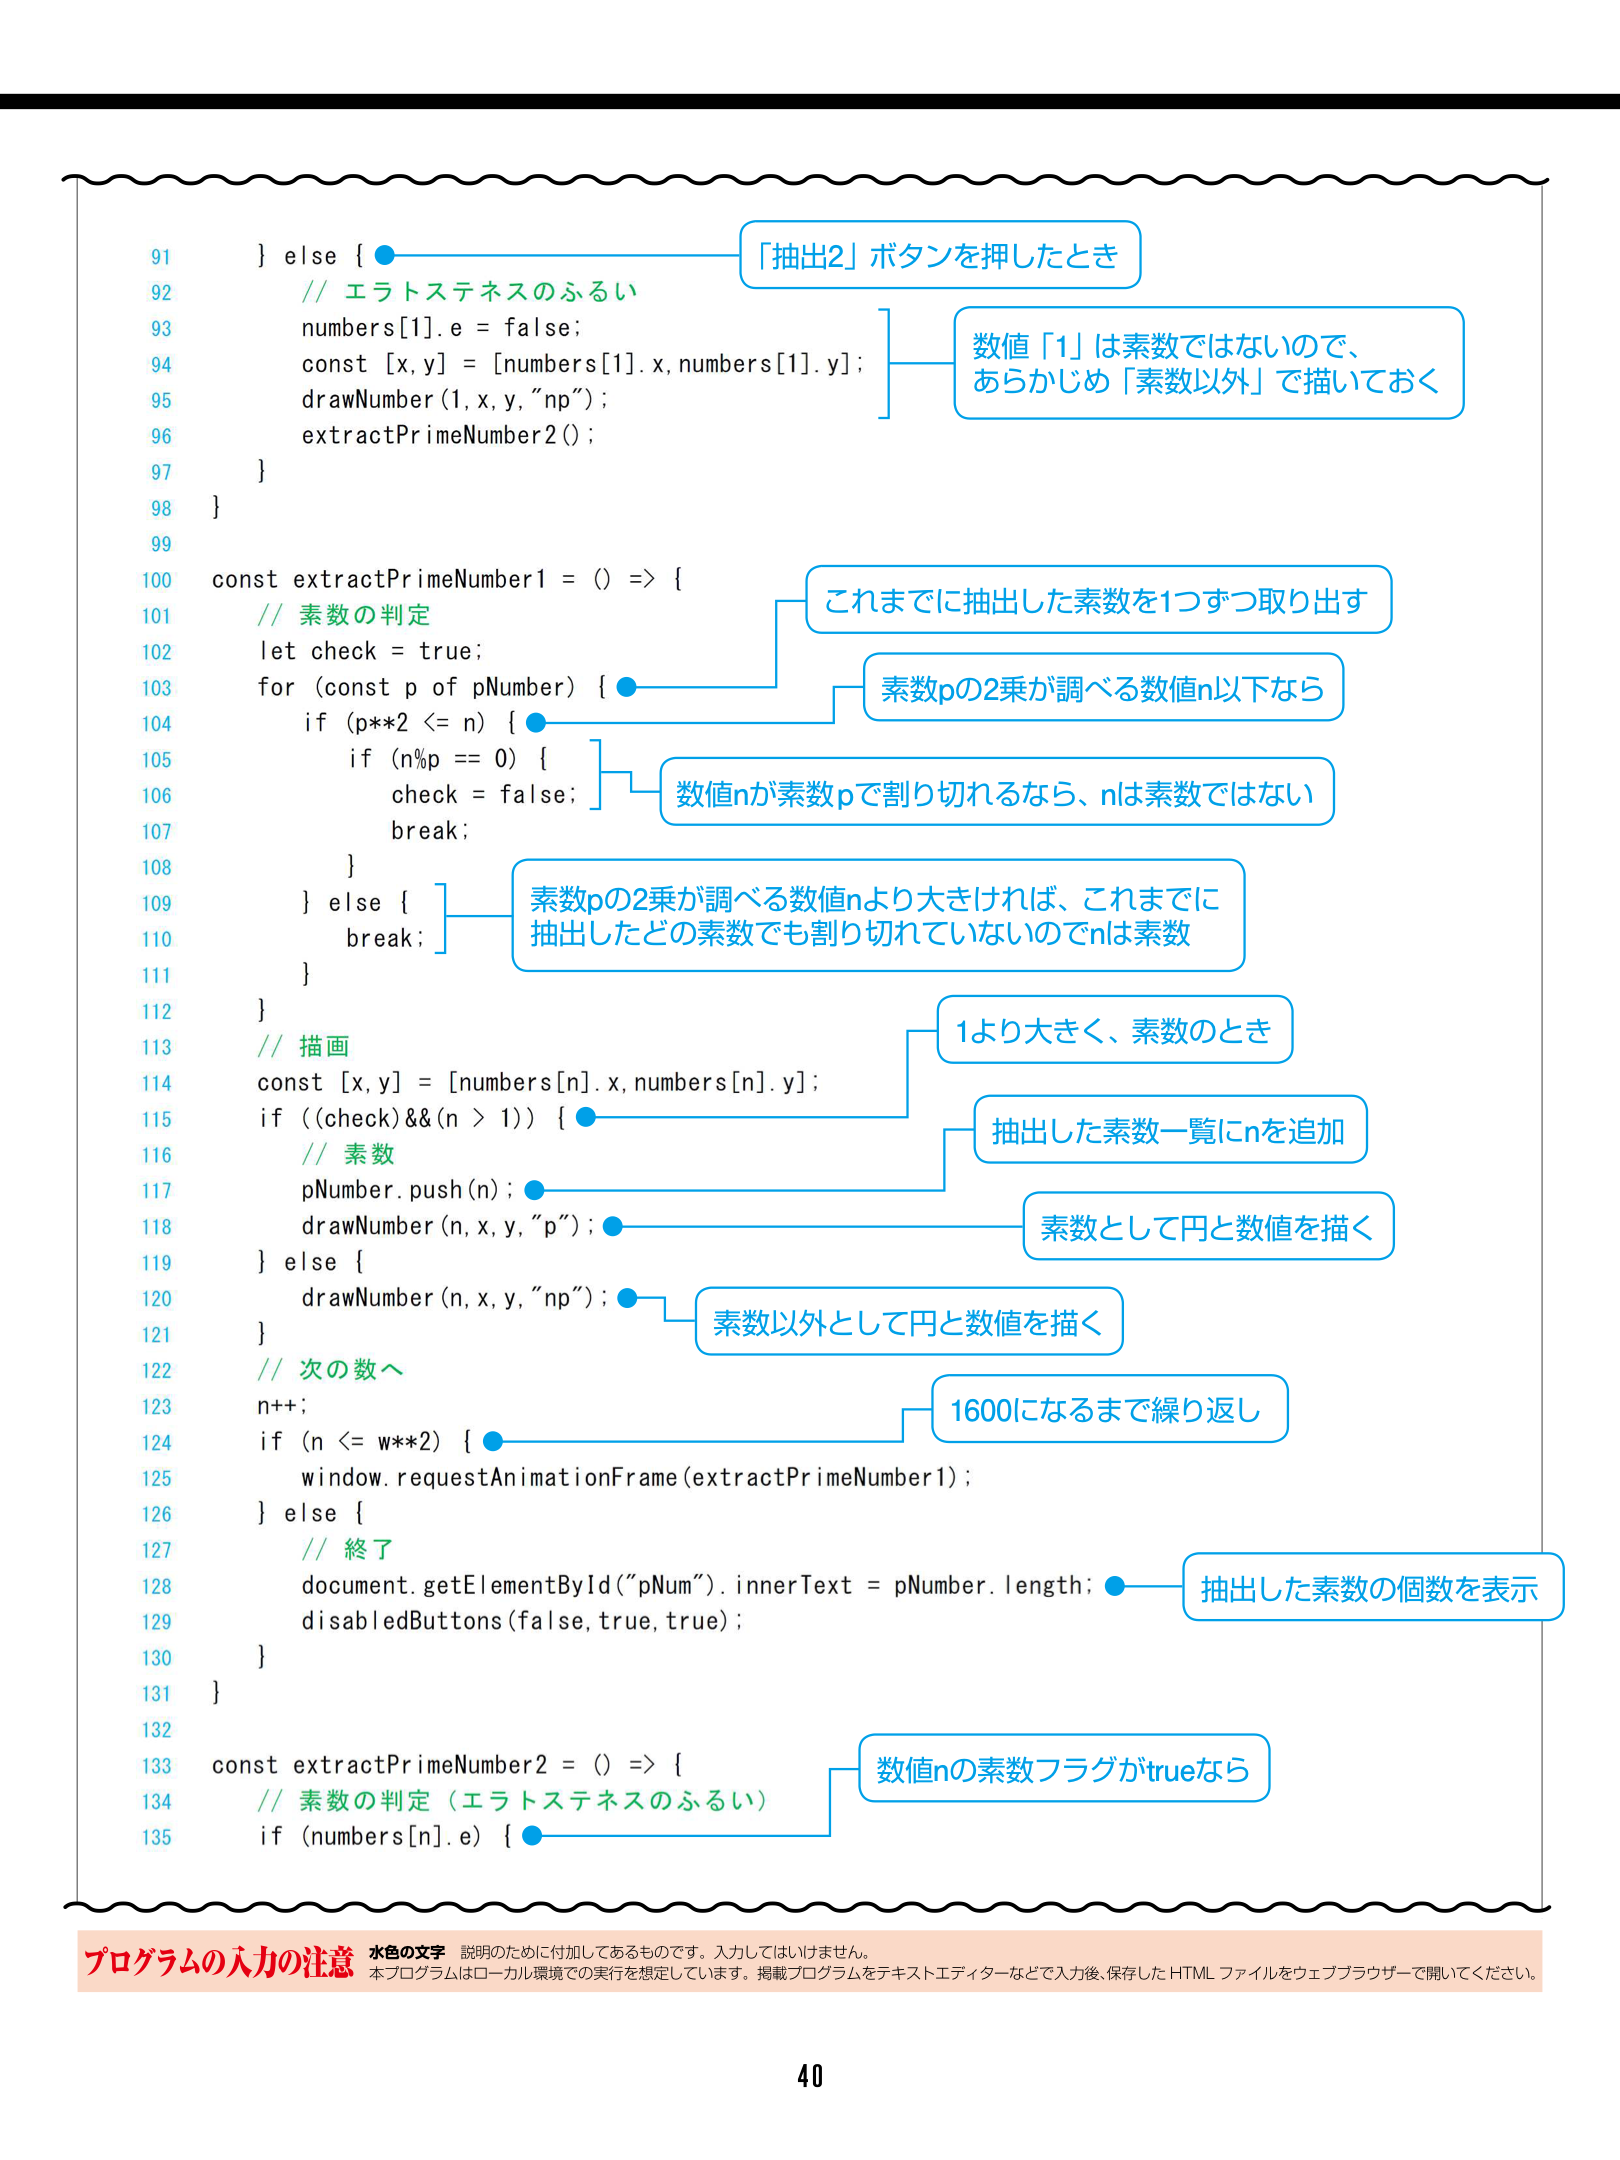 91 } else {
「抽出2」ボタンを押したとき
92 // エラトステネスのふるい
93 numbers[1].e = false;
94 const [x,y] = [numbers[1].x,numbers[1].y];
95 drawNumber(1,x,y,"np");
数値「1」は素数ではないので、
あらかじめ「素数以外」で描いておく
96 extractPrimeNumber2();
97 }
98 }
99
100 const extractPrimeNumber1 = () => {
101 // 素数の判定
102 let check = true;
103 for (const p of pNumber) {
これまでに抽出した素数を1つずつ取り出す
104 if (p**2 <= n) {
素数pの2乗が調べる数値n以下なら
105 if (n%p == 0) {
106 check = false;
数値nが素数pで割り切れるなら、nは素数ではない
107 break;
108 }
109 } else {
110 break;
素数pの2乗が調べる数値nより大きければ、これまでに
抽出したどの素数でも割り切れていないのでnは素数
111 }
112 }
113 // 描画
114 const [x,y] = [numbers[n].x,numbers[n].y];
115 if ((check)&&(n > 1)) {
1より大きく、素数のとき
116 // 素数
117 pNumber.push(n);
抽出した素数一覧にnを追加
118 drawNumber(n,x,y,"p");
素数として円と数値を描く
119 } else {
120 drawNumber(n,x,y,"np");
素数以外として円と数値を描く
121 }
122 // 次の数へ
123 n++;
124 if (n <= w**2) {
1600になるまで繰り返し
125 window.requestAnimationFrame(extractPrimeNumber1);
126 } else {
127 // 終了
128 document.getElementById("pNum").innerText = pNumber.length;
抽出した素数の個数を表示
129 disabledButtons(false,true,true);
130 }
131 }
132
133 const extractPrimeNumber2 = () => {
134 // 素数の判定（エラトステネスのふるい）
135 if (numbers[n].e) {
数値nの素数フラグがtrueなら
プログラムの入力の注意
水色の文字 説明のために付加してあるものです。入力してはいけません。
本プログラムはローカル環境での実行を想定しています。掲載プログラムをテキストエディターなどで入力後、保存した HTML ファイルをウェブブラウザーで開いてください。
40